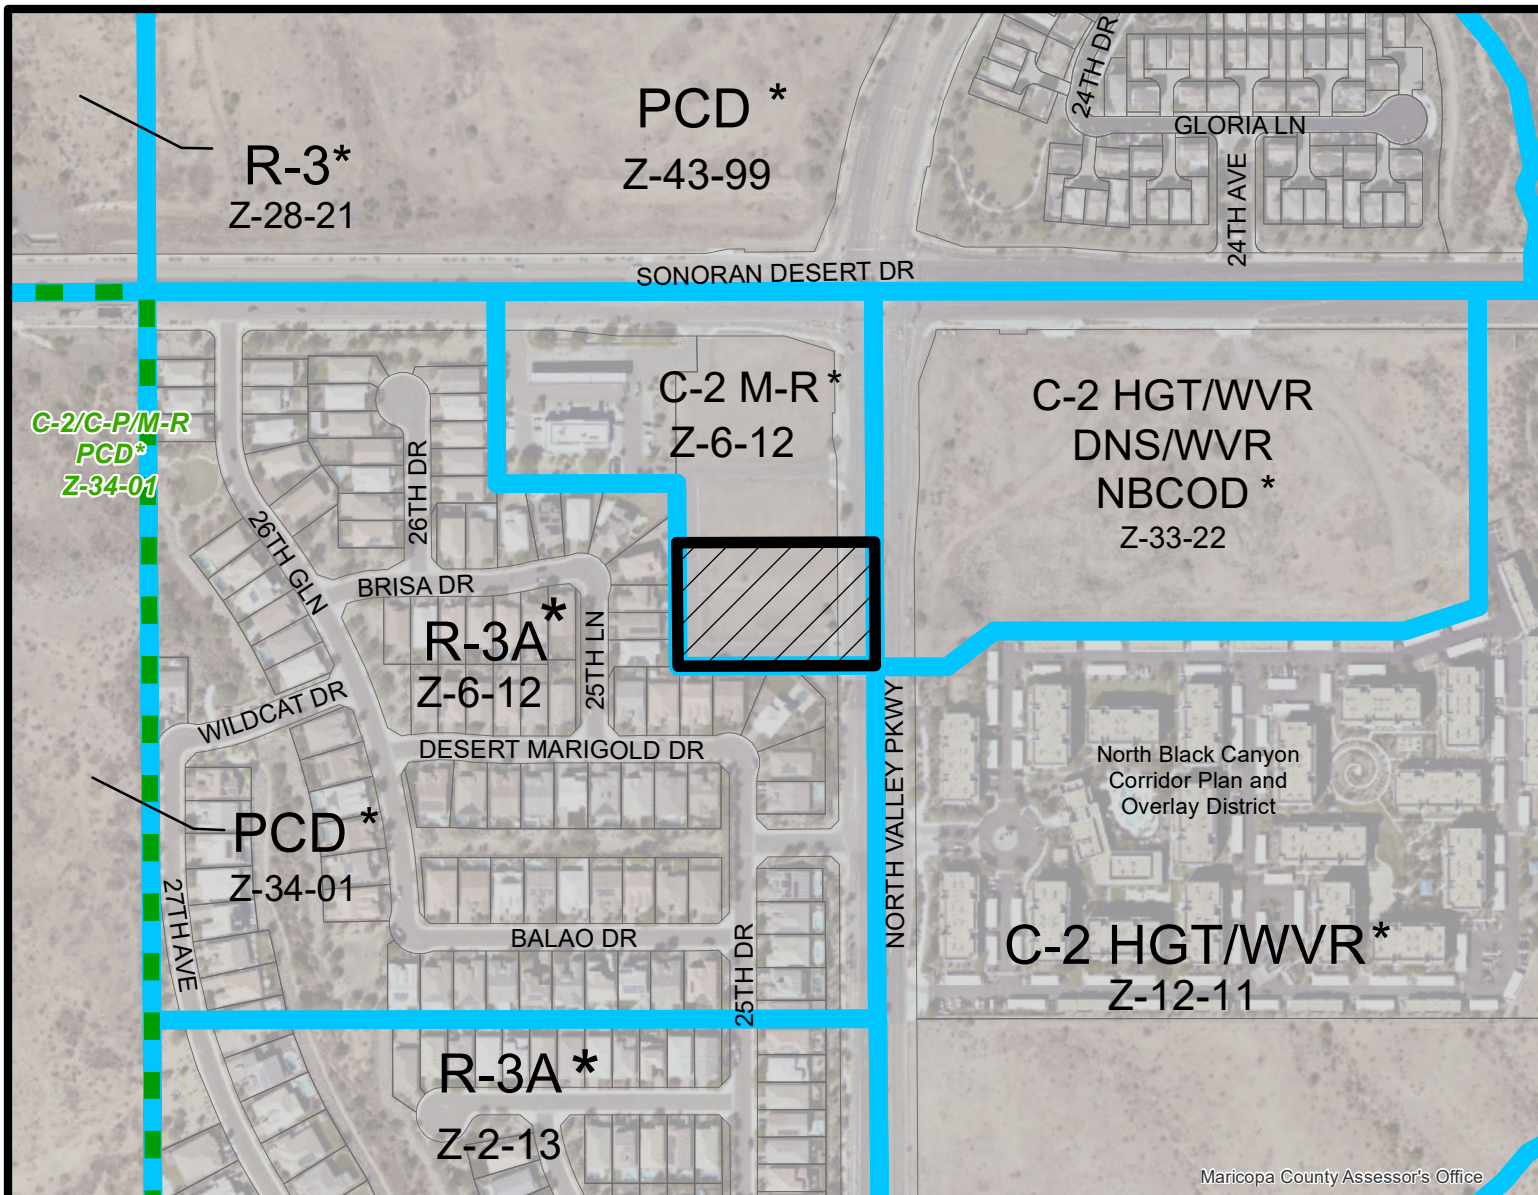 24TH DR
PCD *
Z-43-99
GLORIA LN
R-3*
Z-28-21
24TH AVE
SONORAN DESERT DR
C-2 M-R *
Z-6-12
C-2 HGT/WVR
DNS/WVR
NBCOD *
Z-33-22
C-2/C-P/M-R
PCD*
Z-34-01
26TH DR
26TH GLN
BRISA DR
R-3A*
Z-6-12
25TH LN
WILDCAT DR
DESERT MARIGOLD DR
NORTH VALLEY PKWY
North Black Canyon
Corridor Plan and
Overlay District
PCD *
Z-34-01
27TH AVE
BALAO DR
25TH DR
C-2 HGT/WVR *
Z-12-11
R-3A *
Z-2-13
Maricopa County Assessor's Office